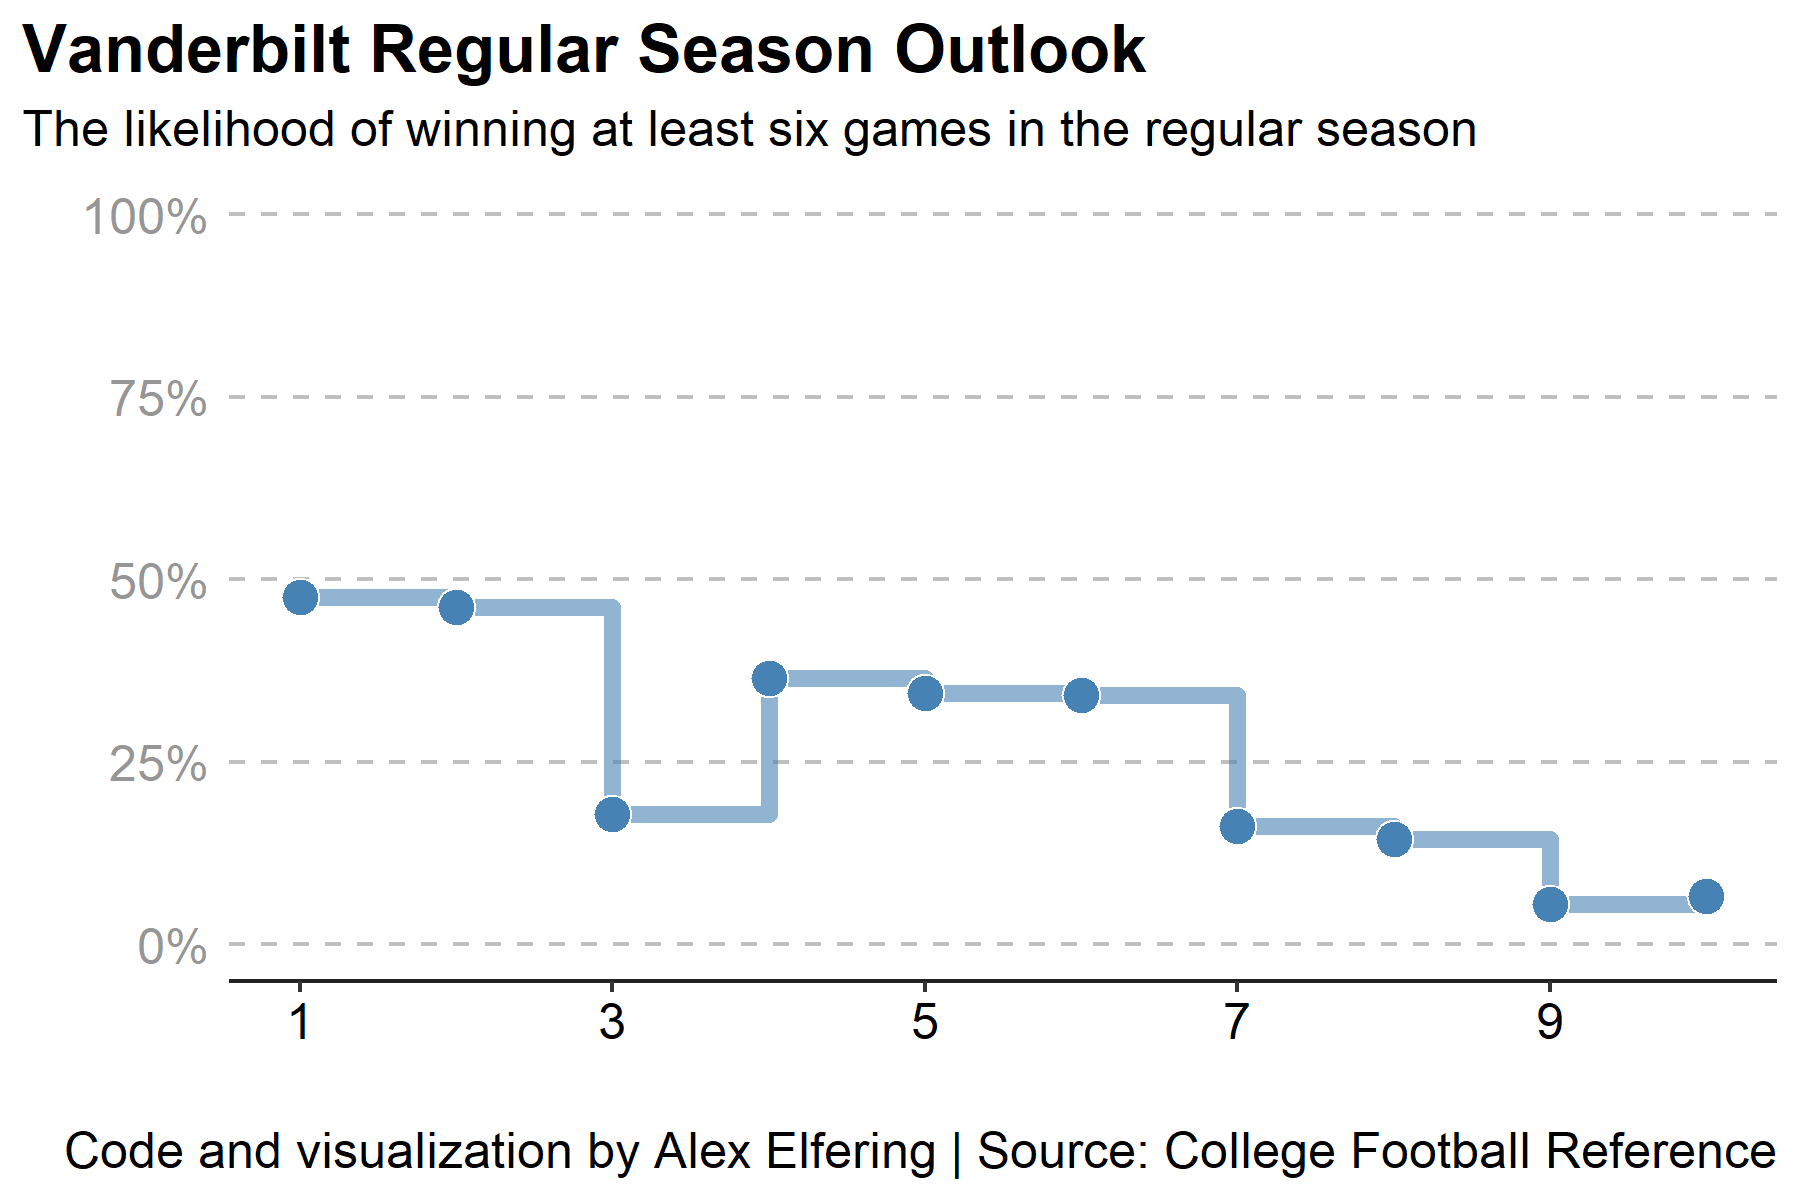 Vanderbilt Regular Season Outlook
The likelihood of winning at least six games in the regular season
100%
75%
50%
25%
0%
1 3 5 7 9
Code and visualization by Alex Elfering | Source: College Football Reference